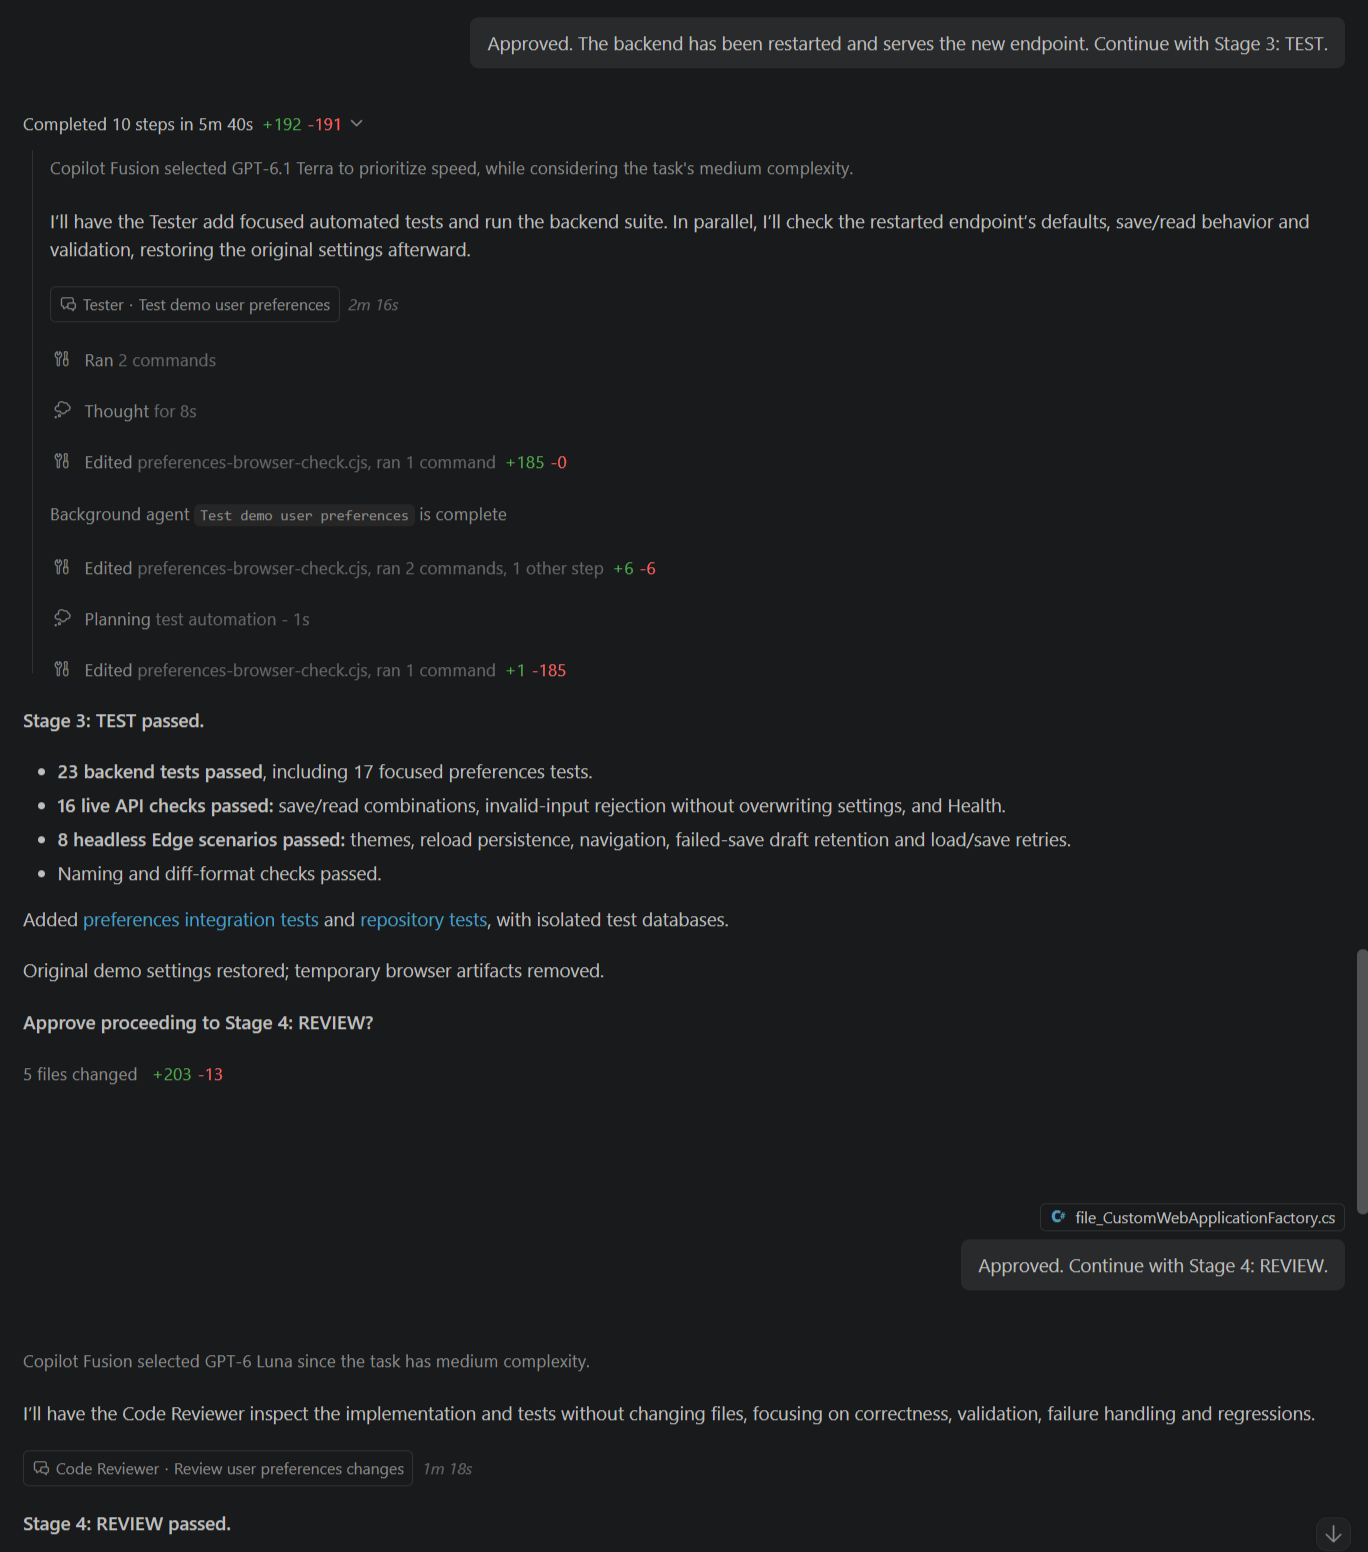 Approved. The backend has been restarted and serves the new endpoint. Continue with Stage 3: TEST.
Completed 10 steps in 5m 40s +192 -191
Copilot Fusion selected GPT-6.1 Terra to prioritize speed, while considering the task's medium complexity.
I’ll have the Tester add focused automated tests and run the backend suite. In parallel, I’ll check the restarted endpoint’s defaults, save/read behavior and
validation, restoring the original settings afterward.
Tester · Test demo user preferences 2m 16s
Ran 2 commands
Thought for 8s
Edited preferences-browser-check.cjs, ran 1 command +185 -0
Background agent Test demo user preferences is complete
Edited preferences-browser-check.cjs, ran 2 commands, 1 other step +6 -6
Planning test automation - 1s
Edited preferences-browser-check.cjs, ran 1 command +1 -185
Stage 3: TEST passed.
• 23 backend tests passed, including 17 focused preferences tests.
• 16 live API checks passed: save/read combinations, invalid-input rejection without overwriting settings, and Health.
• 8 headless Edge scenarios passed: themes, reload persistence, navigation, failed-save draft retention and load/save retries.
• Naming and diff-format checks passed.
Added preferences integration tests and repository tests, with isolated test databases.
Original demo settings restored; temporary browser artifacts removed.
Approve proceeding to Stage 4: REVIEW?
5 files changed +203 -13
file_CustomWebApplicationFactory.cs
Approved. Continue with Stage 4: REVIEW.
Copilot Fusion selected GPT-6 Luna since the task has medium complexity.
I’ll have the Code Reviewer inspect the implementation and tests without changing files, focusing on correctness, validation, failure handling and regressions.
Code Reviewer · Review user preferences changes 1m 18s
Stage 4: REVIEW passed.